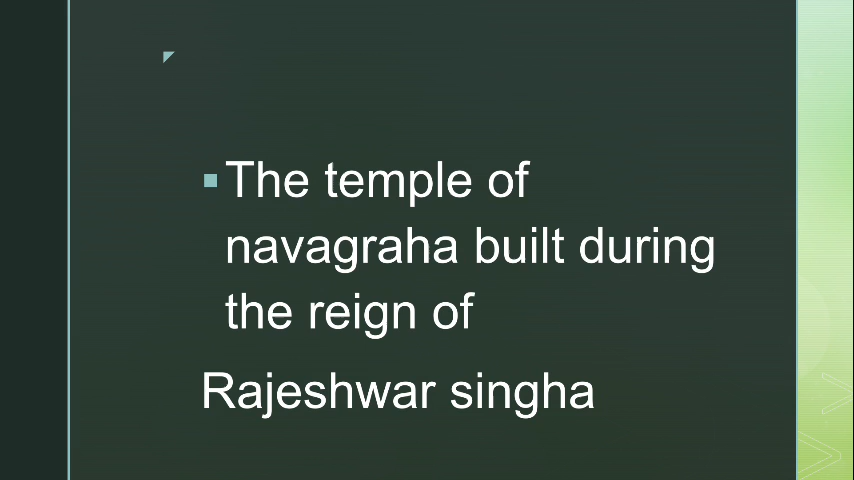 The temple of
navagraha built during
the reign of
Rajeshwar singha